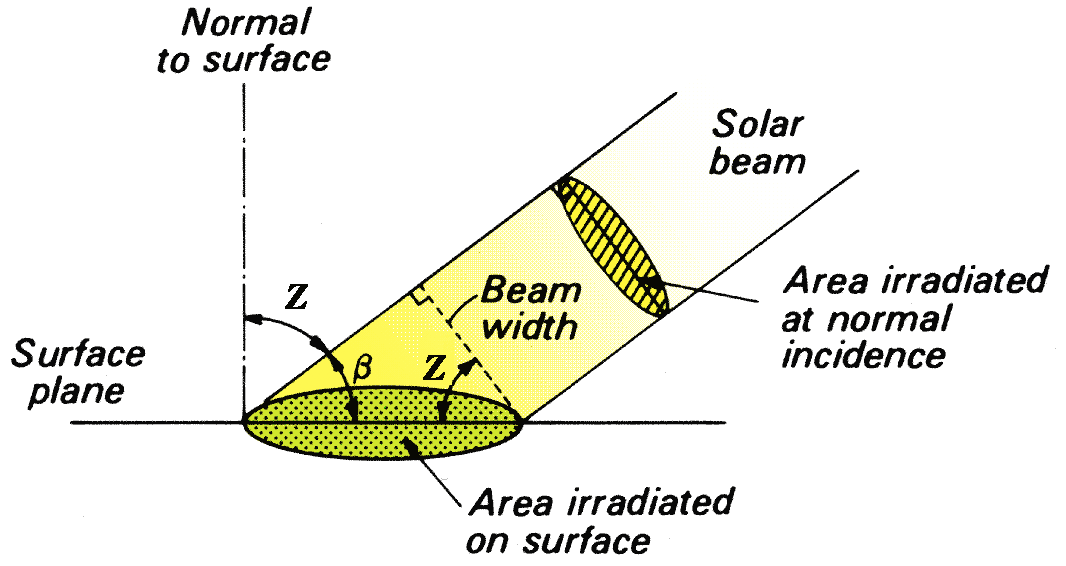 Normal
to surface
Solar
beam
Z
Beam
width
Area irradiated
at normal
incidence
Surface
plane
β
Z
Area irradiated
on surface